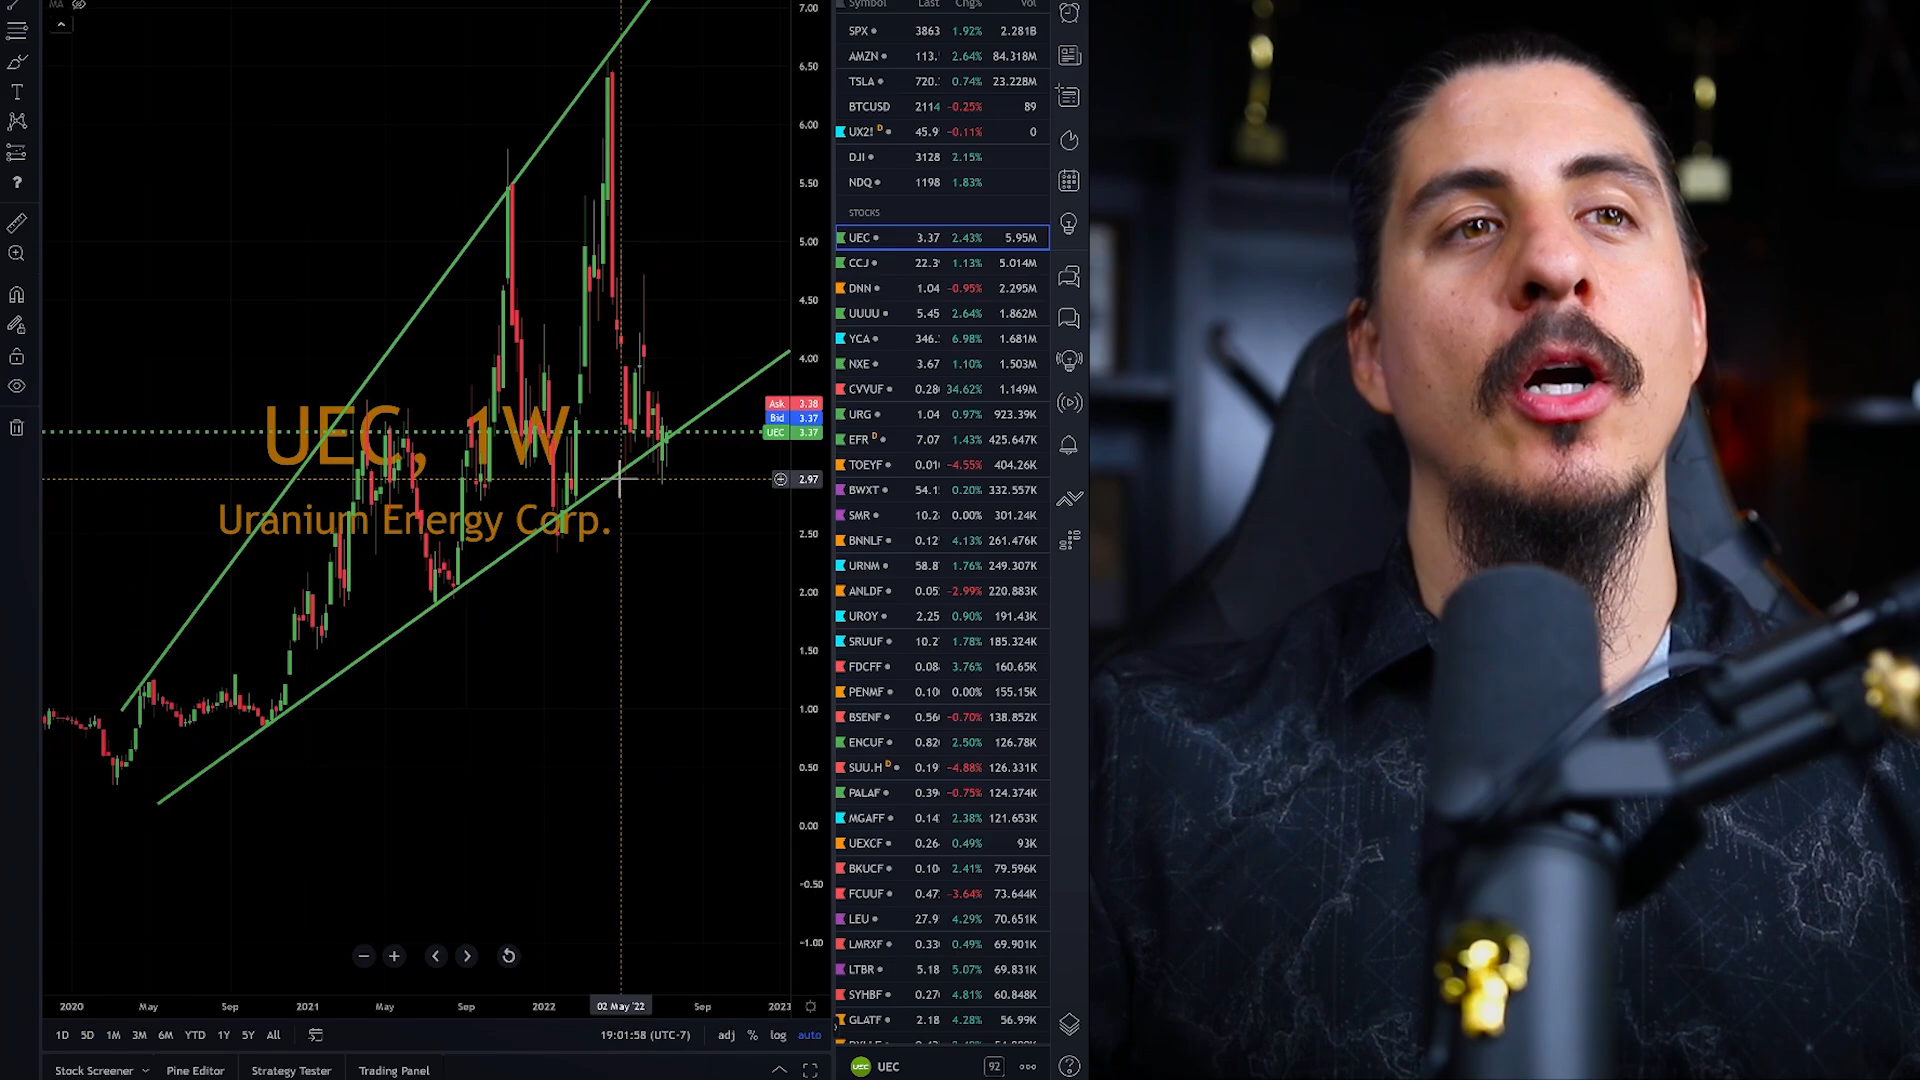 MA
Symbol Last Chg% Vol
SPX 3863 1.92% 2.281B
AMZN 113. 2.64% 84.318M
TSLA 720. 0.74% 23.228M
BTCUSD 2114 −0.25% 89
UX2! D 45.9 −0.11% 0
DJI 3128 2.15%
NDQ 1198 1.83%
STOCKS
UEC 3.37 2.43% 5.95M
CCJ 22.3 1.13% 5.014M
DNN 1.04 −0.95% 2.295M
UUUU 5.45 2.64% 1.862M
YCA 346. 6.98% 1.681M
NXE 3.67 1.10% 1.503M
CVVUF 0.28 34.62% 1.149M
URG 1.04 0.97% 923.39K
EFR D 7.07 1.43% 425.647K
TOEYF 0.01 −4.55% 404.26K
BWXT 54.1 0.20% 332.557K
SMR 10.2 0.00% 301.24K
BNNLF 0.12 4.13% 261.476K
URNM 58.8 1.76% 249.307K
ANLDF 0.05 −2.99% 220.883K
UROY 2.25 0.90% 191.43K
SRUUF 10.2 1.78% 185.324K
FDCFF 0.08 3.76% 160.65K
PENMF 0.10 0.00% 155.15K
BSENF 0.56 −0.70% 138.852K
ENCUF 0.82 2.50% 126.78K
SUU.H D 0.19 −4.88% 126.331K
PALAF 0.39 −0.75% 124.374K
MGAFF 0.14 2.38% 121.653K
UEXCF 0.26 0.49% 93K
BKUCF 0.10 2.41% 79.596K
FCUUF 0.47 −3.64% 73.644K
LEU 27.9 4.29% 70.651K
LMRXF 0.33 0.49% 69.901K
LTBR 5.18 5.07% 69.831K
SYHBF 0.27 4.81% 60.848K
GLATF 2.18 4.28% 56.99K
UEC 92
7.00
6.50
6.00
5.50
5.00
4.50
4.00
Ask 3.38
Bid 3.37
UEC 3.37
2.97
2.50
2.00
1.50
1.00
0.50
0.00
−0.50
−1.00
UEC, 1W
Uranium Energy Corp.
2020 May Sep 2021 May Sep 2022 02 May '22 Sep 2023
1D 5D 1M 3M 6M YTD 1Y 5Y All 19:01:58 (UTC-7) adj % log auto
Stock Screener Pine Editor Strategy Tester Trading Panel